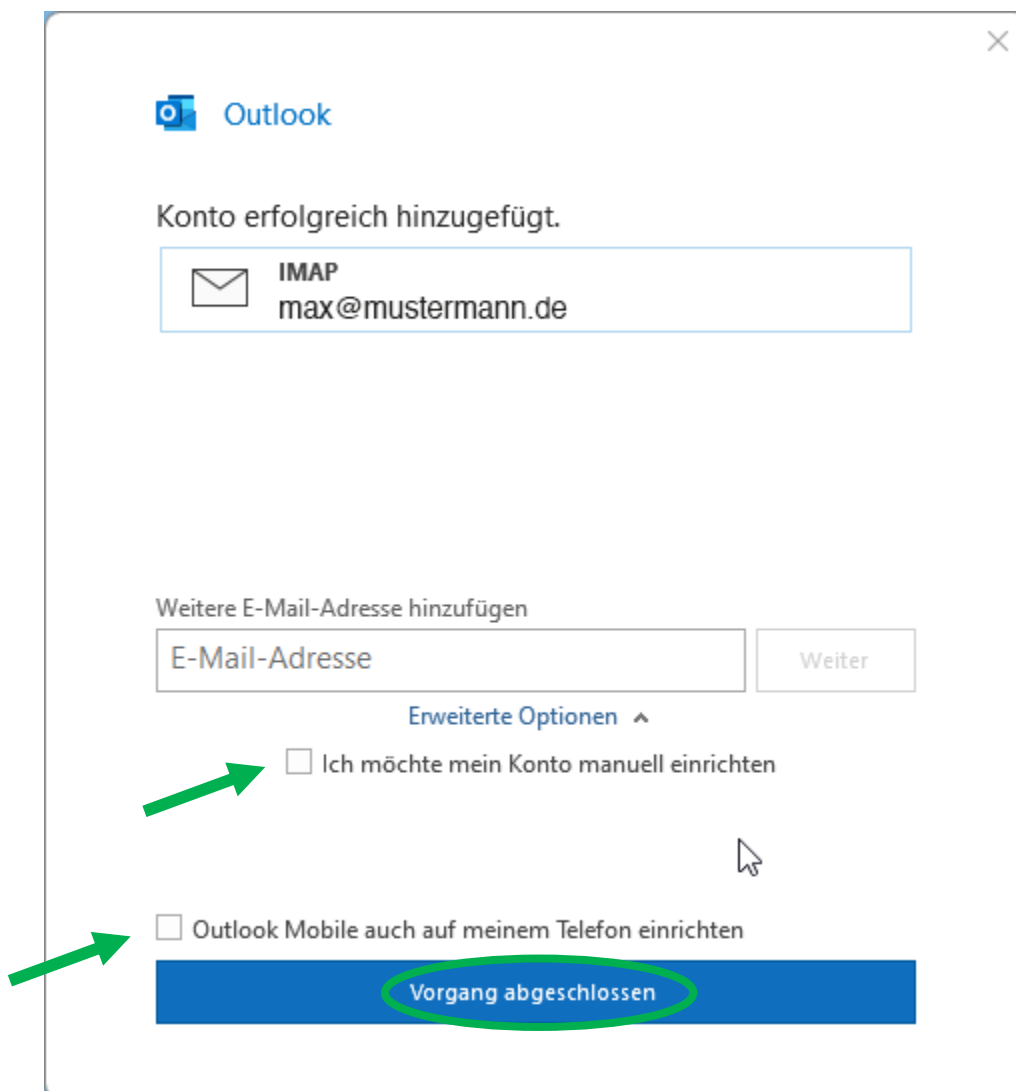 Outlook
Konto erfolgreich hinzugefügt.
IMAP
max@mustermann.de
Weitere E-Mail-Adresse hinzufügen
E-Mail-Adresse
Weiter
Erweiterte Optionen
Ich möchte mein Konto manuell einrichten
Outlook Mobile auch auf meinem Telefon einrichten
Vorgang abgeschlossen